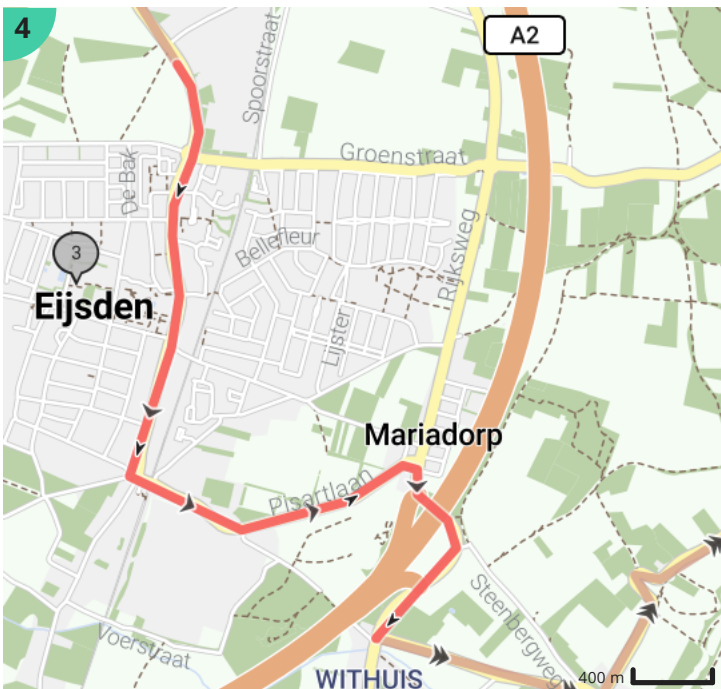 4
A2
Spoorstraat
Groenstraat
De Bak
Rijksweg
Bellefleur
3
Eijsden
Lijster
Mariadorp
Pisartlaan
Steenbergweg
Voerstraat
WITHUIS
400 m